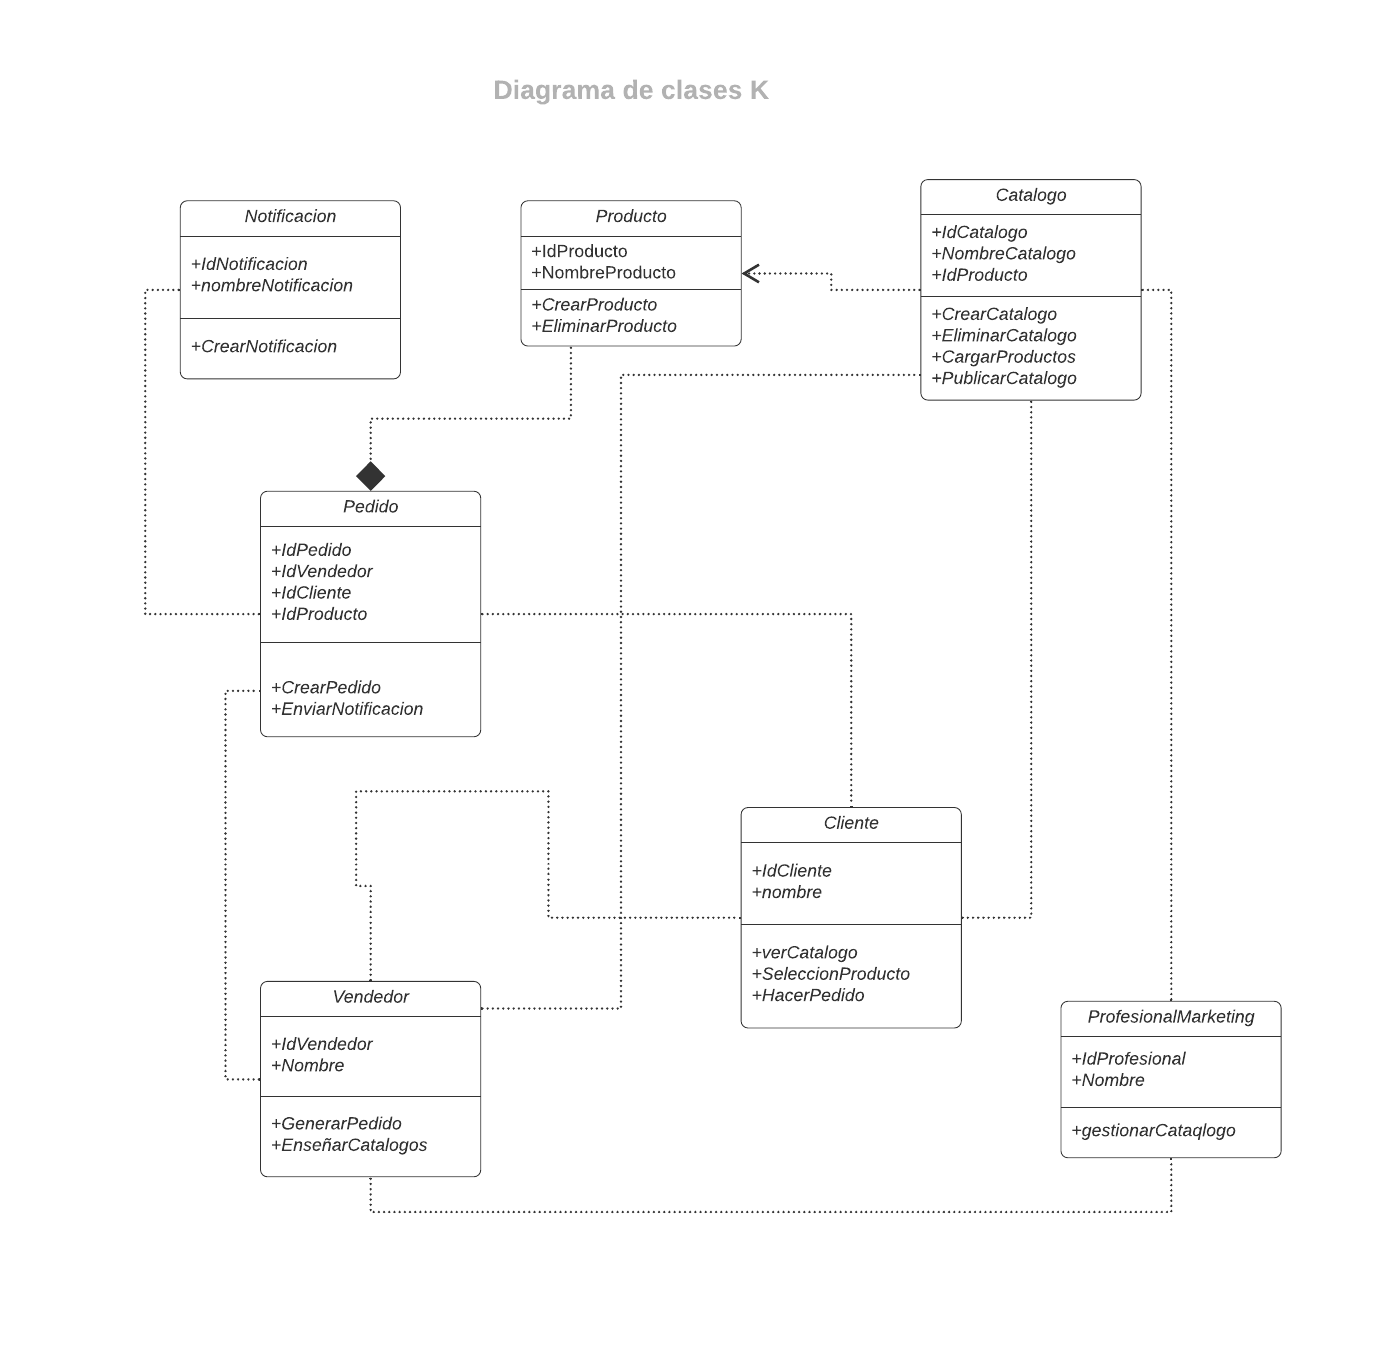 Diagrama de clases K
Notificacion
+IdNotificacion
+nombreNotificacion
+CrearNotificacion
Producto
+IdProducto
+NombreProducto
+CrearProducto
+EliminarProducto
Catalogo
+IdCatalogo
+NombreCatalogo
+IdProducto
+CrearCatalogo
+EliminarCatalogo
+CargarProductos
+PublicarCatalogo
Pedido
+IdPedido
+IdVendedor
+IdCliente
+IdProducto
+CrearPedido
+EnviarNotificacion
Cliente
+IdCliente
+nombre
+verCatalogo
+SeleccionProducto
+HacerPedido
Vendedor
+IdVendedor
+Nombre
+GenerarPedido
+EnseñarCatalogos
ProfesionalMarketing
+IdProfesional
+Nombre
+gestionarCataqlogo